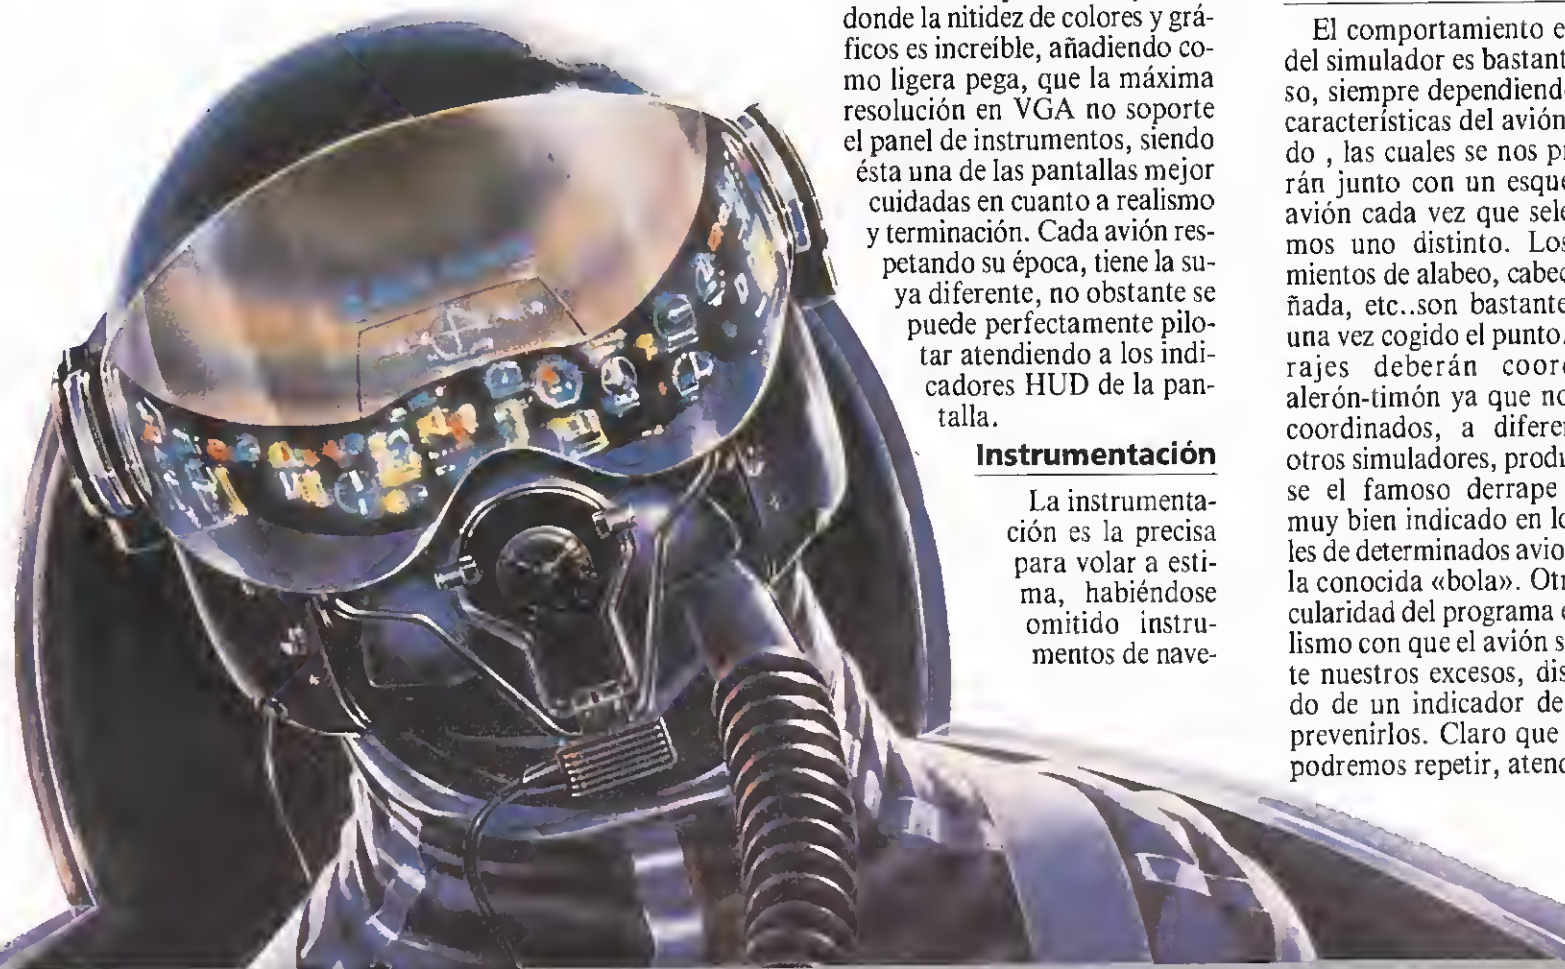 donde la nitidez de colores y grá-
ficos es increíble, añadiendo co-
mo ligera pega, que la máxima
resolución en VGA no soporte
el panel de instrumentos, siendo
ésta una de las pantallas mejor
cuidadas en cuanto a realismo
y terminación. Cada avión res-
petando su época, tiene la su-
ya diferente, no obstante se
puede perfectamente pilo-
tar atendiendo a los indi-
cadores HUD de la pan-
talla.
Instrumentación
La instrumenta-
ción es la precisa
para volar a esti-
ma, habiéndose
omitido instru-
mentos de nave-
El comportamiento e
del simulador es bastant
so, siempre dependiend
características del avión
do , las cuales se nos p
rán junto con un esque
avión cada vez que sele
mos uno distinto. Los
mientos de alabeo, cabec
ñada, etc..son bastante
una vez cogido el punto.
rajes deberán coor
alerón-timón ya que no
coordinados, a difere
otros simuladores, produ
se el famoso derrape
muy bien indicado en lo
les de determinados avio
la conocida «bola». Otr
cularidad del programa e
lismo con que el avión s
te nuestros excesos, dis
do de un indicador de
prevenirlos. Claro que
podremos repetir, atenc